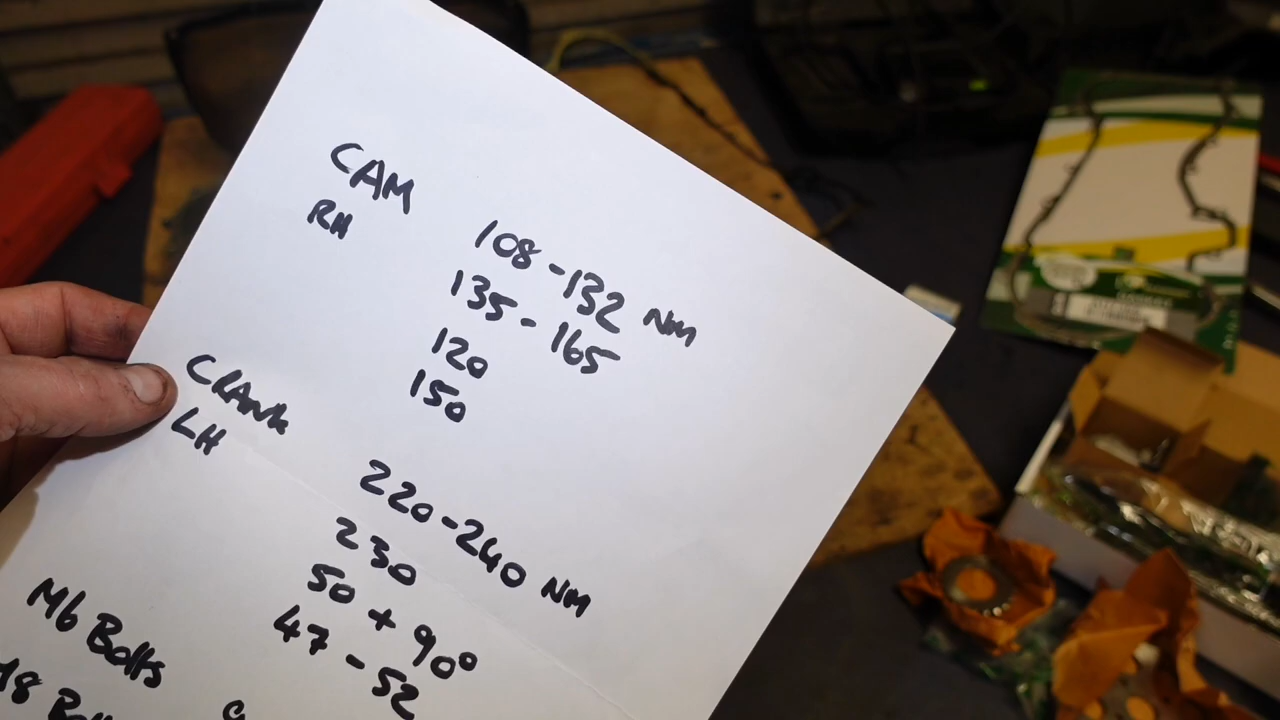 CAM
RH
108 - 132 NM
135 - 165
120
150
CRANK
LH
220 - 240 NM
230
50 + 90°
47 - 52
M6 Bolts